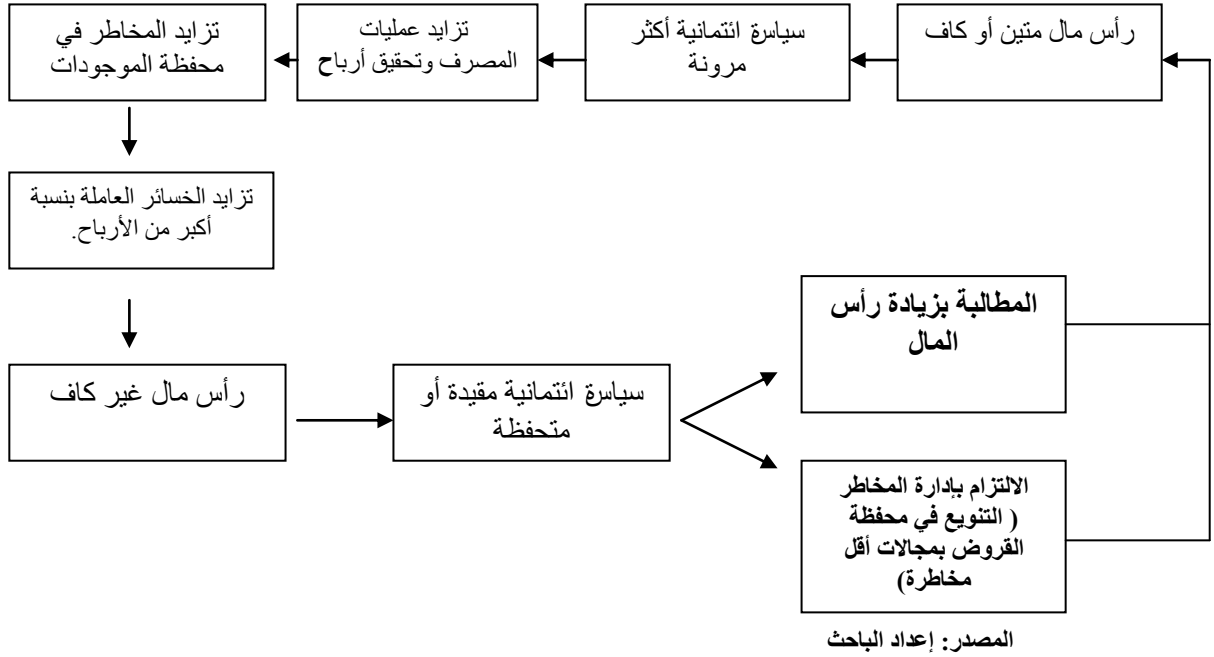 رأس مال متين أو كاف
سياسة ائتمانية أكثر
مرونة
تزايد عمليات
المصرف وتحقيق أرباح
تزايد المخاطر في
محفظة الموجودات
تزايد الخسائر العاملة بنسبة
أكبر من الأرباح.
رأس مال غير كاف
سياسة ائتمانية مقيدة أو
متحفظة
المطالبة بزيادة رأس
المال
الالتزام بإدارة المخاطر
( التنويع في محفظة
القروض بمجالات أقل
مخاطرة)
المصدر: إعداد الباحث